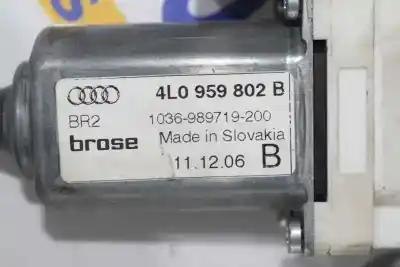 4L0 959 802 B
BR2 1036-989719-200
brose Made in Slovakia
11.12.06 B